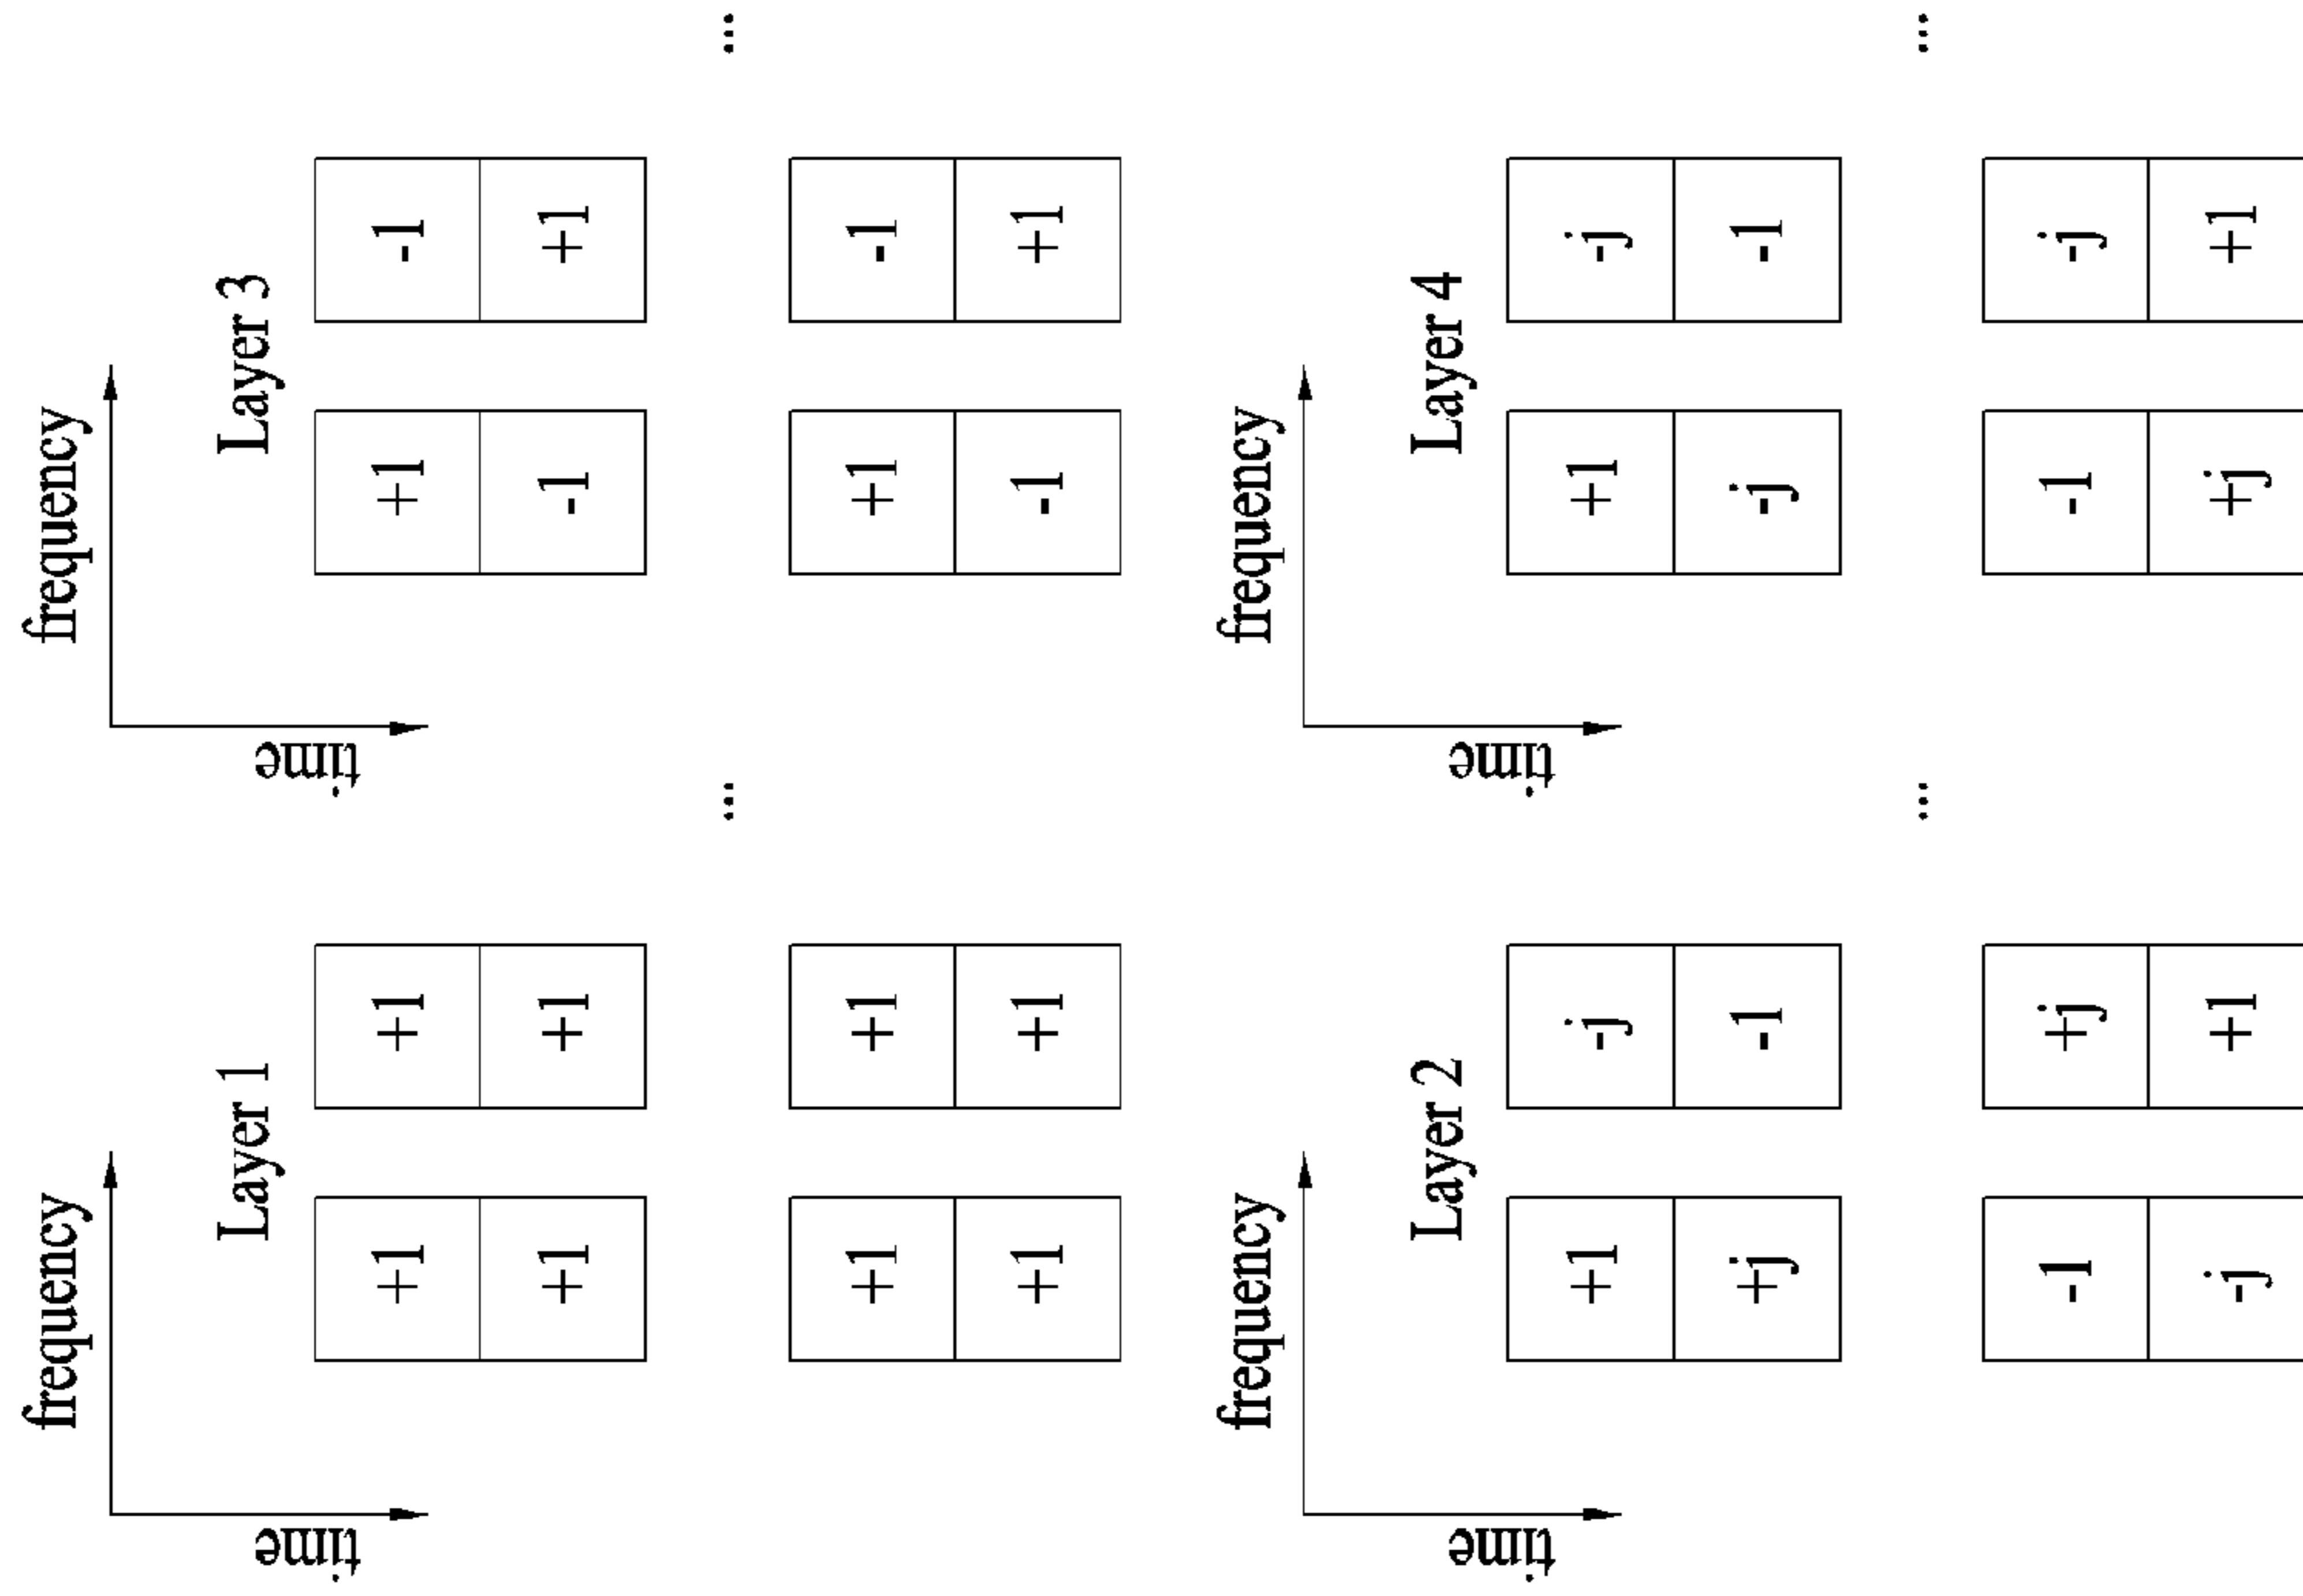 frequency
time
Layer 1
+1 +1
+1 +1
...
+1 +1
+1 +1
frequency
time
Layer 3
+1 -1
-1 +1
...
+1 -1
-1 +1
frequency
time
Layer 2
+1 -j
+j -1
...
-1 +j
-j +1
frequency
time
Layer 4
+1 -j
-j -1
...
-1 -j
+j +1